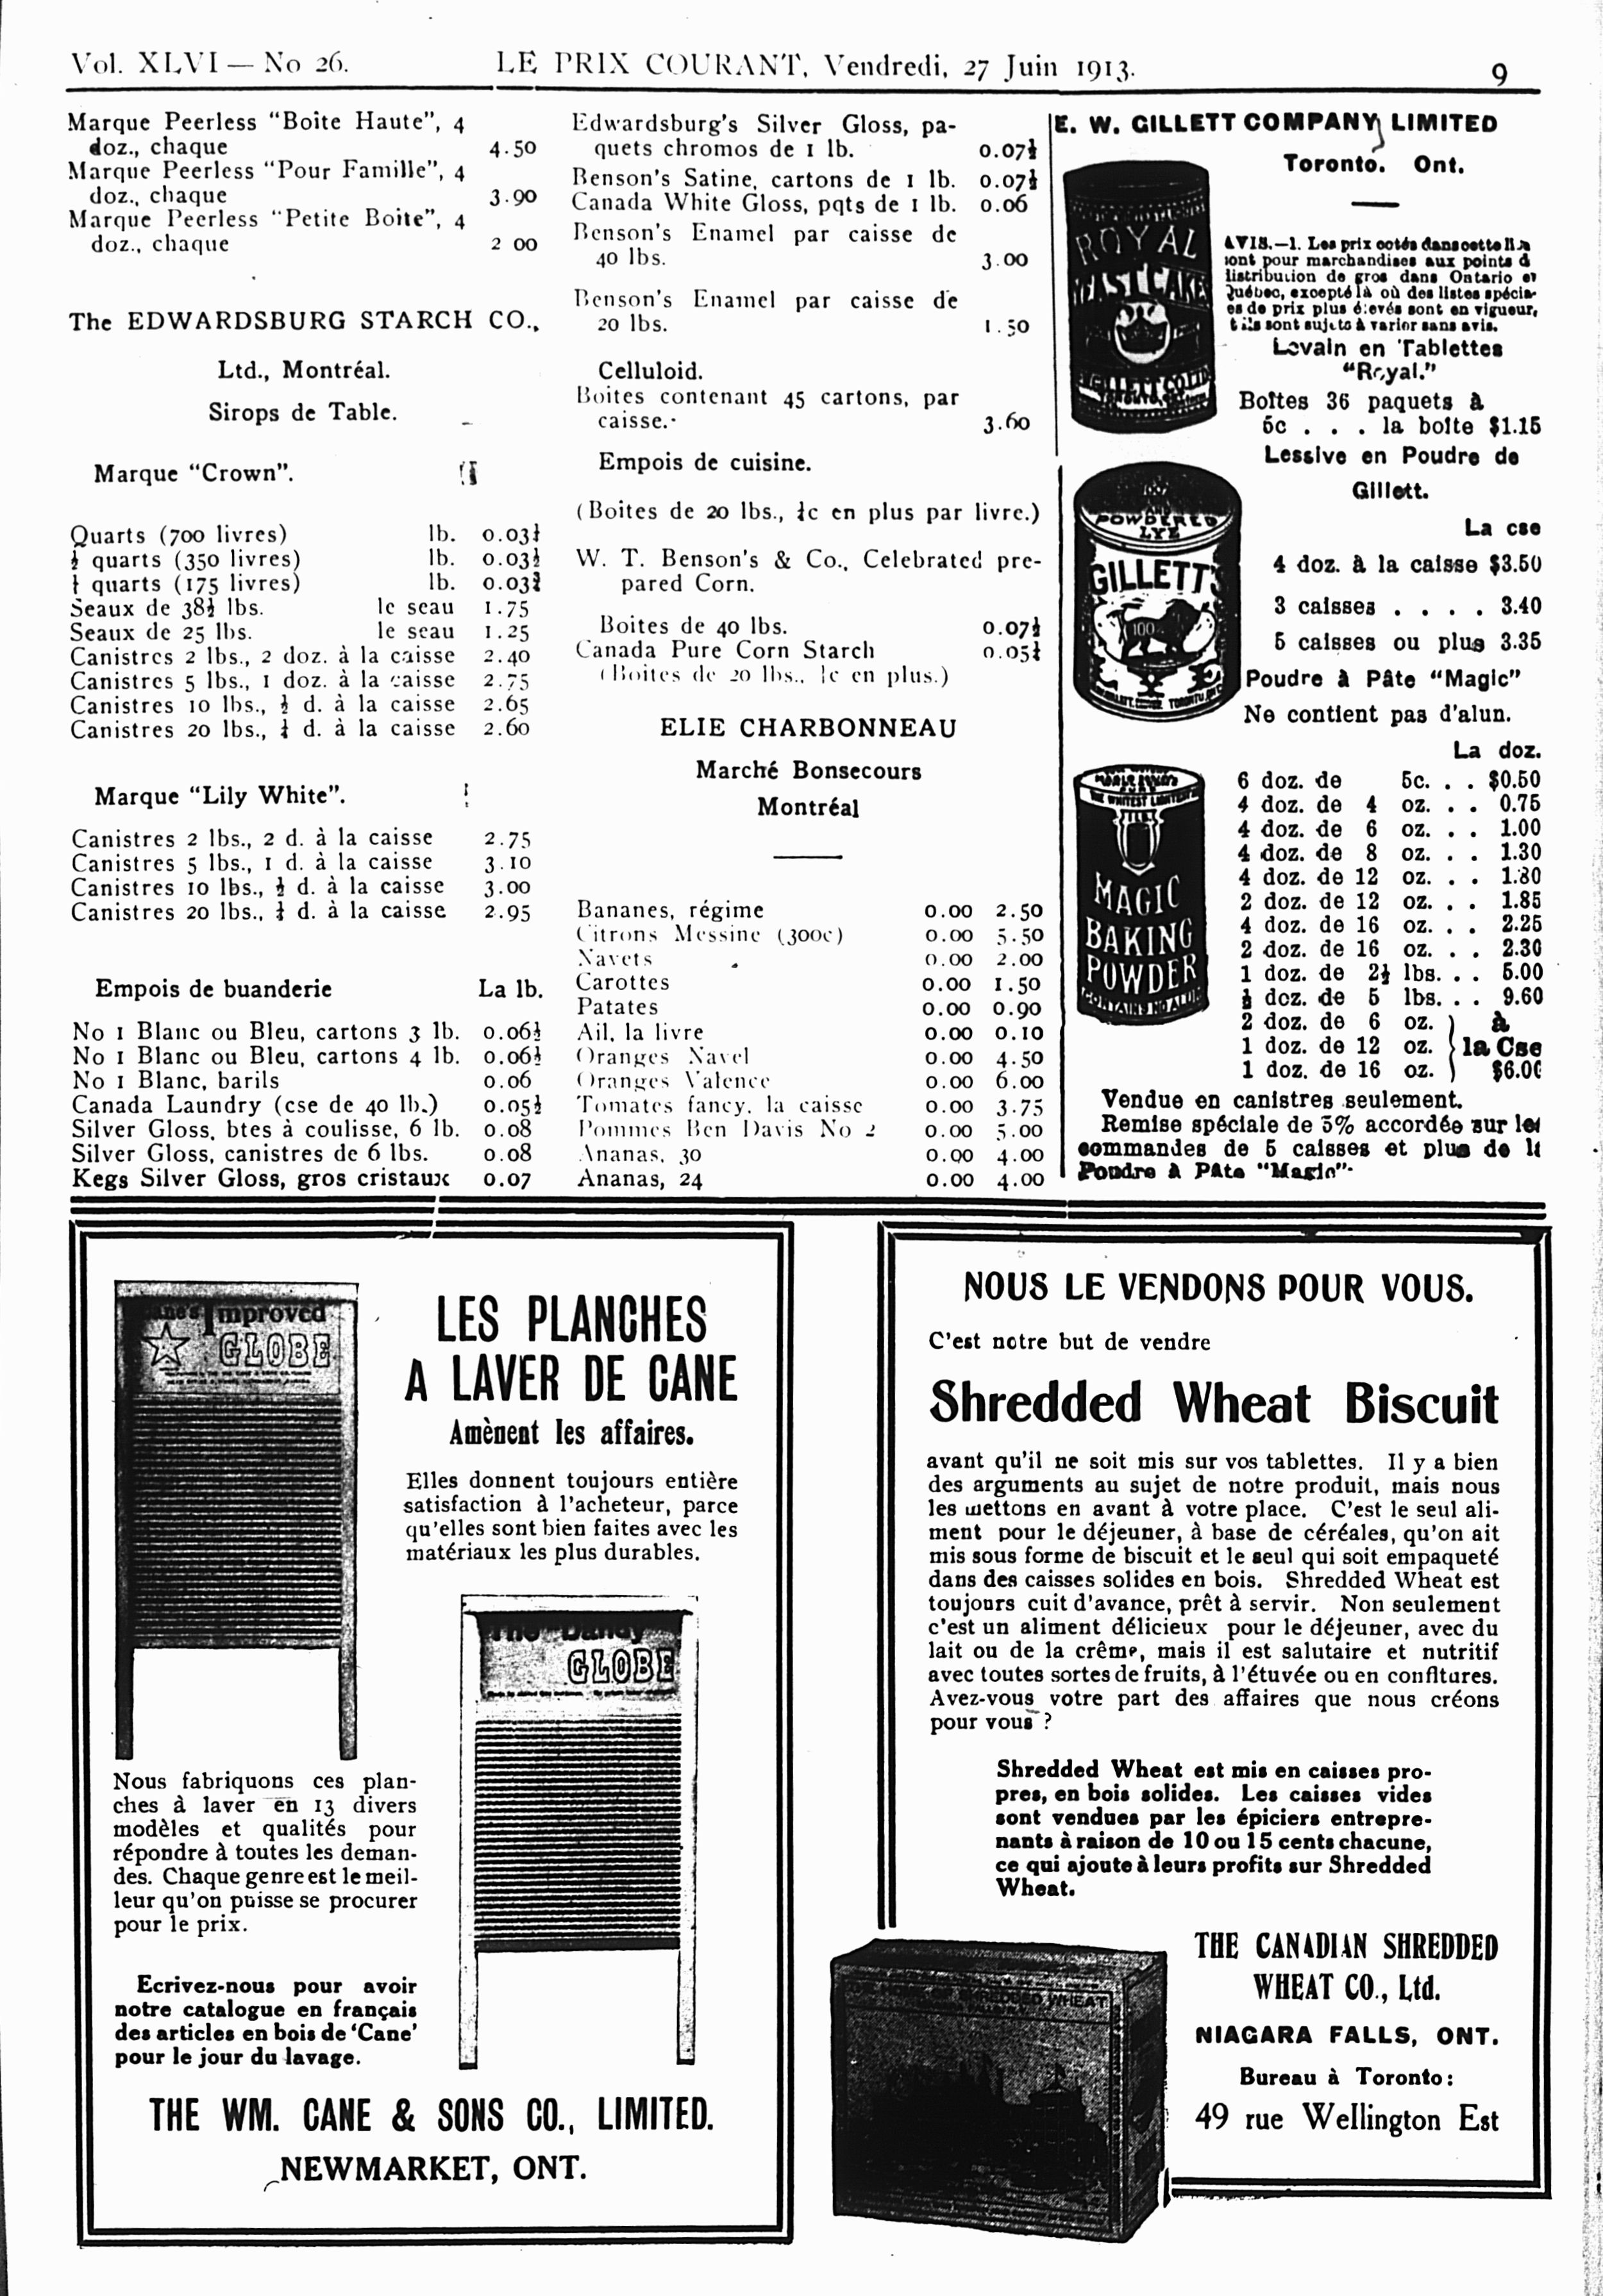 Vol. XLVI — No 26. LE PRIX COURANT, Vendredi, 27 Juin 1913. 9
Marque Peerless "Boîte Haute", 4
doz., chaque 4.50
Marque Peerless "Pour Famille", 4
doz., chaque 3.90
Marque Peerless "Petite Boite", 4
doz., chaque 2 00
The EDWARDSBURG STARCH CO.,
Ltd., Montréal.
Sirops de Table.
Marque "Crown".
Quarts (700 livres) lb.
½ quarts (350 livres) lb. 0.03½
¼ quarts (175 livres) lb. 0.03¾
Seaux de 38½ lbs. le seau 1.75
Seaux de 25 lbs. le seau 1.25
Canistres 2 lbs., 2 doz. à la caisse 2.40
Canistres 5 lbs., 1 doz. à la caisse 2.75
Canistres 10 lbs., ½ d. à la caisse 2.65
Canistres 20 lbs., ¼ d. à la caisse 2.60
Marque "Lily White".
Canistres 2 lbs., 2 d. à la caisse 2.75
Canistres 5 lbs., 1 d. à la caisse 3.10
Canistres 10 lbs., ½ d. à la caisse 3.00
Canistres 20 lbs., ¼ d. à la caisse 2.95
Empois de buanderie La lb.
No 1 Blanc ou Bleu, cartons 3 lb. 0.06½
No 1 Blanc ou Bleu, cartons 4 lb. 0.06½
No 1 Blanc, barils 0.06
Canada Laundry (cse de 40 lb.) 0.05½
Silver Gloss, btes à coulisse, 6 lb. 0.08
Silver Gloss, canistres de 6 lbs. 0.08
Kegs Silver Gloss, gros cristaux 0.07
Edwardsburg's Silver Gloss, pa-
quets chromos de 1 lb. 0.07½
Benson's Satine, cartons de 1 lb. 0.07½
Canada White Gloss, pqts de 1 lb. 0.06
Benson's Enamel par caisse de
40 lbs. 3.00
Benson's Enamel par caisse de
20 lbs. 1.50
Celluloid.
Boites contenant 45 cartons, par
caisse. 3.60
Empois de cuisine.
(Boites de 20 lbs., ¼c en plus par livre.)
W. T. Benson's & Co., Celebrated pre-
pared Corn.
Boites de 40 lbs. 0.07½
Canada Pure Corn Starch
(Boites de 20 lbs., ¼c en plus.)
ELIE CHARBONNEAU
Marché Bonsecours
Montréal
Bananes, régime 0.00 2.50
Citrons Messine (300c) 0.00 5.50
Navets 0.00 2.00
Carottes 0.00 1.50
Patates 0.00 0.90
Ail, la livre 0.00 0.10
Oranges Navel 0.00 4.50
Oranges Valence 0.00 6.00
Tomates fancy, la caisse 0.00 3.75
Pommes Ben Davis No 2 0.00 5.00
Ananas, 30 0.00 4.00
Ananas, 24 0.00 4.00
E. W. GILLETT COMPANY LIMITED
Toronto. Ont.
ROYAL
YEAST CAKES
AVIS.—1. Les prix cotés dans cette
sont pour marchandises aux points
distribution de gros dans Ontario
Québec, excepté là où des listes spécia-
es de prix plus élevés sont en vigueur,
t ils sont sujets à varier sans avis.
Levain en Tablettes
"Royal."
Boîtes 36 paquets à
5c . . . la boîte $1.15
Lessive en Poudre de
Gillett.
POWDERED
LYE
GILLETT'S
La cse
4 doz. à la caisse $3.50
3 caisses . . . . 3.40
5 caisses ou plus 3.35
Poudre à Pâte "Magic"
Ne contient pas d'alun.
MAGIC
BAKING
POWDER
CONTAINS NO ALUM
La doz.
6 doz. de 5c. . . $0.50
4 doz. de 4 oz. . . 0.75
4 doz. de 6 oz. . . 1.00
4 doz. de 8 oz. . . 1.30
4 doz. de 12 oz. . . 1.80
2 doz. de 12 oz. . . 1.85
4 doz. de 16 oz. . . 2.25
2 doz. de 16 oz. . . 2.30
1 doz. de 2½ lbs. . . 5.00
½ doz. de 5 lbs. . . 9.60
2 doz. de 6 oz. } à
1 doz. de 12 oz. } la Cse
1 doz. de 16 oz. } $6.00
Vendue en canistres seulement.
Remise spéciale de 5% accordée sur les
commandes de 5 caisses et plus de la
Poudre à Pâte "Magic".
Improved
GLOBE
LES PLANCHES
A LAVER DE CANE
Amènent les affaires.
Elles donnent toujours entière
satisfaction à l'acheteur, parce
qu'elles sont bien faites avec les
matériaux les plus durables.
The Dandy
GLOBE
Nous fabriquons ces plan-
ches à laver en 13 divers
modèles et qualités pour
répondre à toutes les deman-
des. Chaque genre est le meil-
leur qu'on puisse se procurer
pour le prix.
Ecrivez-nous pour avoir
notre catalogue en français
des articles en bois de 'Cane'
pour le jour du lavage.
THE WM. CANE & SONS CO., LIMITED.
NEWMARKET, ONT.
NOUS LE VENDONS POUR VOUS.
C'est notre but de vendre
Shredded Wheat Biscuit
avant qu'il ne soit mis sur vos tablettes. Il y a bien
des arguments au sujet de notre produit, mais nous
les mettons en avant à votre place. C'est le seul ali-
ment pour le déjeuner, à base de céréales, qu'on ait
mis sous forme de biscuit et le seul qui soit empaqueté
dans des caisses solides en bois. Shredded Wheat est
toujours cuit d'avance, prêt à servir. Non seulement
c'est un aliment délicieux pour le déjeuner, avec du
lait ou de la crême, mais il est salutaire et nutritif
avec toutes sortes de fruits, à l'étuvée ou en confitures.
Avez-vous votre part des affaires que nous créons
pour vous ?
Shredded Wheat est mis en caisses pro-
pres, en bois solides. Les caisses vides
sont vendues par les épiciers entrepre-
nants à raison de 10 ou 15 cents chacune,
ce qui ajoute à leurs profits sur Shredded
Wheat.
THE CANADIAN SHREDDED
WHEAT CO., Ltd.
NIAGARA FALLS, ONT.
Bureau à Toronto:
49 rue Wellington Est